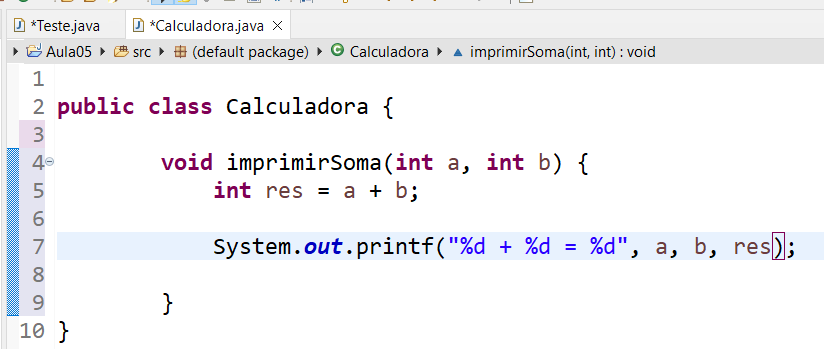 *Teste.java *Calculadora.java
Aula05 src (default package) Calculadora imprimirSoma(int, int) : void
1
2 public class Calculadora {
3
4 void imprimirSoma(int a, int b) {
5 int res = a + b;
6
7 System.out.printf("%d + %d = %d", a, b, res);
8
9 }
10 }